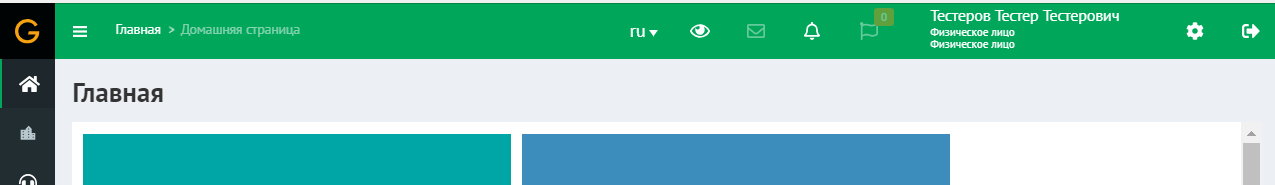 G
Главная > Домашняя страница
ru
0
Тестеров Тестер Тестерович
Физическое лицо
Физическое лицо
Главная